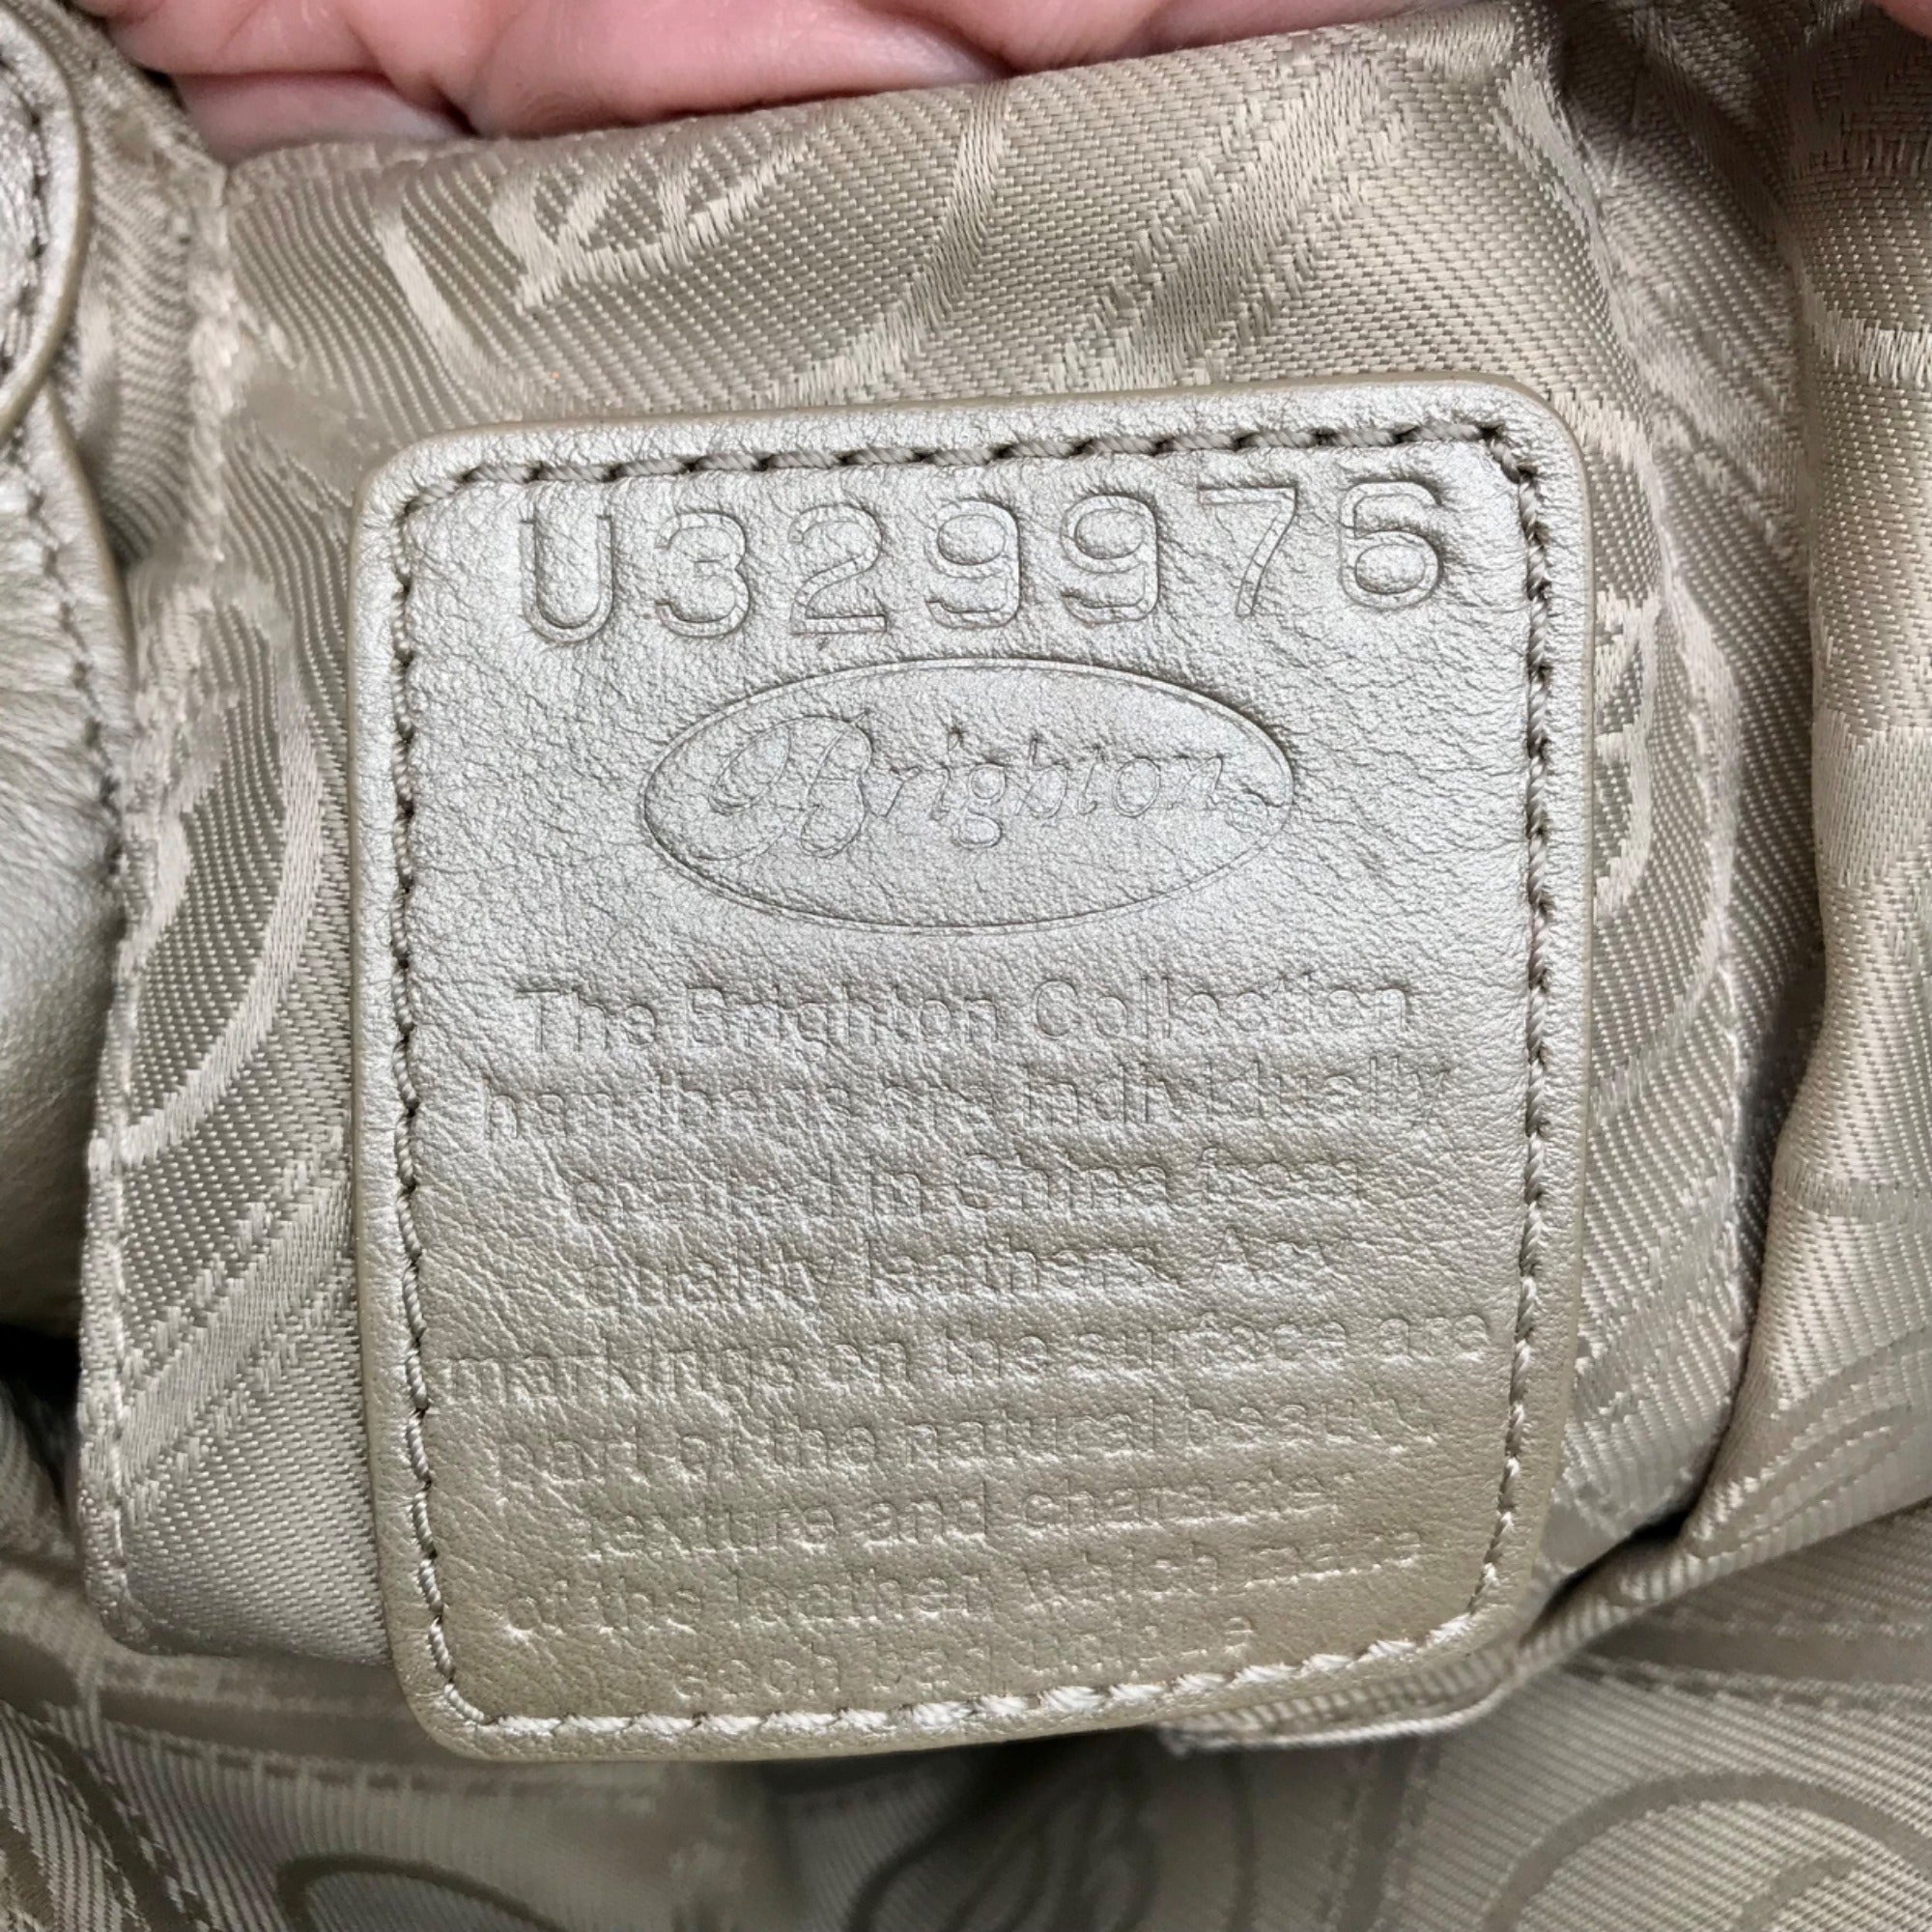 U329976
Brighton
The Brighton Collection
handbags are individually
crafted in China from
quality leathers. Any
markings on the surface are
part of the natural beauty,
texture and character
of the leather which make
each bag unique